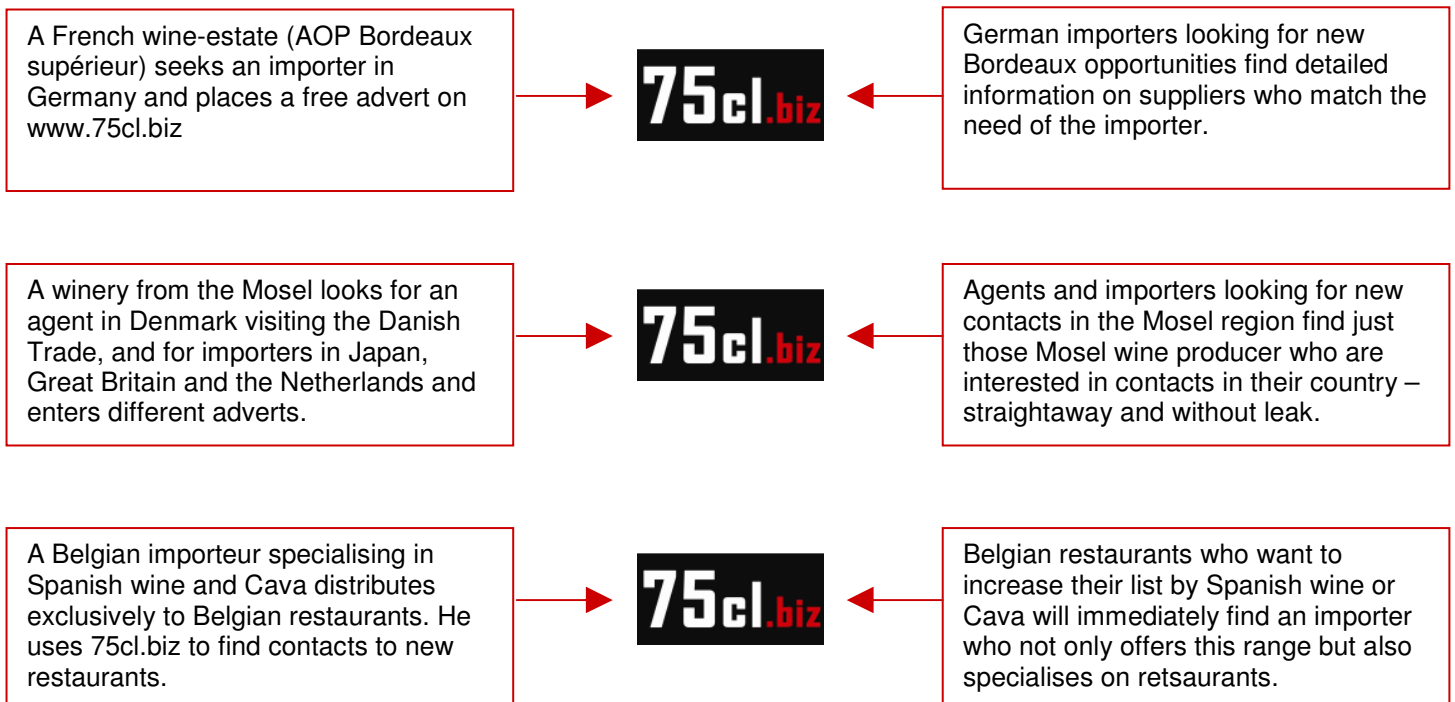 A French wine-estate (AOP Bordeaux
supérieur) seeks an importer in
Germany and places a free advert on
www.75cl.biz
75cl.biz
German importers looking for new
Bordeaux opportunities find detailed
information on suppliers who match the
need of the importer.
A winery from the Mosel looks for an
agent in Denmark visiting the Danish
Trade, and for importers in Japan,
Great Britain and the Netherlands and
enters different adverts.
75cl.biz
Agents and importers looking for new
contacts in the Mosel region find just
those Mosel wine producer who are
interested in contacts in their country –
straightaway and without leak.
A Belgian importeur specialising in
Spanish wine and Cava distributes
exclusively to Belgian restaurants. He
uses 75cl.biz to find contacts to new
restaurants.
75cl.biz
Belgian restaurants who want to
increase their list by Spanish wine or
Cava will immediately find an importer
who not only offers this range but also
specialises on retsaurants.